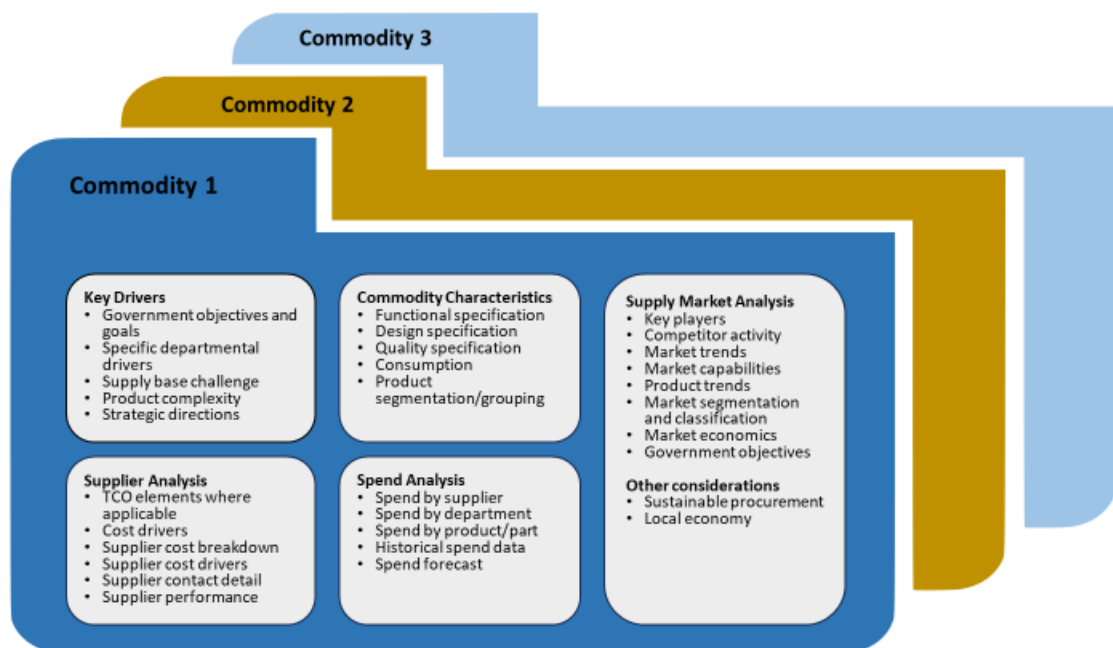 Commodity 3
Commodity 2
Commodity 1
Key Drivers
• Government objectives and
goals
• Specific departmental
drivers
• Supply base challenge
• Product complexity
• Strategic directions
Commodity Characteristics
• Functional specification
• Design specification
• Quality specification
• Consumption
• Product
segmentation/grouping
Supply Market Analysis
• Key players
• Competitor activity
• Market trends
• Market capabilities
• Product trends
• Market segmentation
and classification
• Market economics
• Government objectives
Other considerations
• Sustainable procurement
• Local economy
Supplier Analysis
• TCO elements where
applicable
• Cost drivers
• Supplier cost breakdown
• Supplier cost drivers
• Supplier contact detail
• Supplier performance
Spend Analysis
• Spend by supplier
• Spend by department
• Spend by product/part
• Historical spend data
• Spend forecast